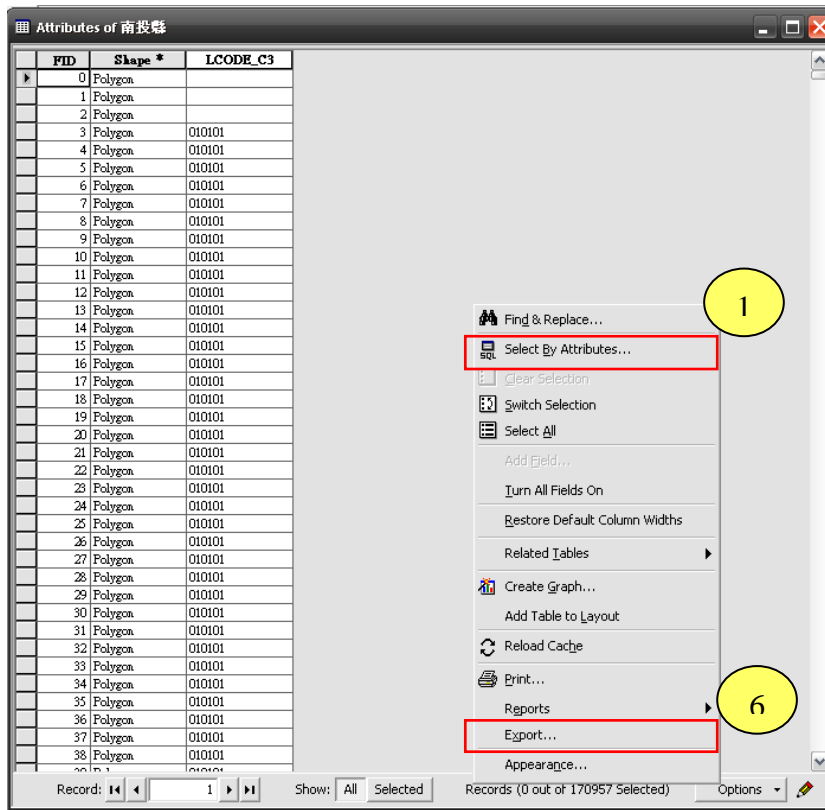 Attributes of 南投縣
FID Shape * LCODE_C3
0 Polygon
1 Polygon
2 Polygon
3 Polygon 010101
4 Polygon 010101
5 Polygon 010101
6 Polygon 010101
7 Polygon 010101
8 Polygon 010101
9 Polygon 010101
10 Polygon 010101
11 Polygon 010101
12 Polygon 010101
13 Polygon 010101
14 Polygon 010101
15 Polygon 010101
16 Polygon 010101
17 Polygon 010101
18 Polygon 010101
19 Polygon 010101
20 Polygon 010101
21 Polygon 010101
22 Polygon 010101
23 Polygon 010101
24 Polygon 010101
25 Polygon 010101
26 Polygon 010101
27 Polygon 010101
28 Polygon 010101
29 Polygon 010101
30 Polygon 010101
31 Polygon 010101
32 Polygon 010101
33 Polygon 010101
34 Polygon 010101
35 Polygon 010101
36 Polygon 010101
37 Polygon 010101
38 Polygon 010101
1
Find & Replace...
SQL Select By Attributes...
Clear Selection
Switch Selection
Select All
Add Field...
Turn All Fields On
Restore Default Column Widths
Related Tables
Create Graph...
Add Table to Layout
Reload Cache
Print...
Reports
6
Export...
Appearance...
Record: 1 Show: All Selected Records (0 out of 170957 Selected) Options